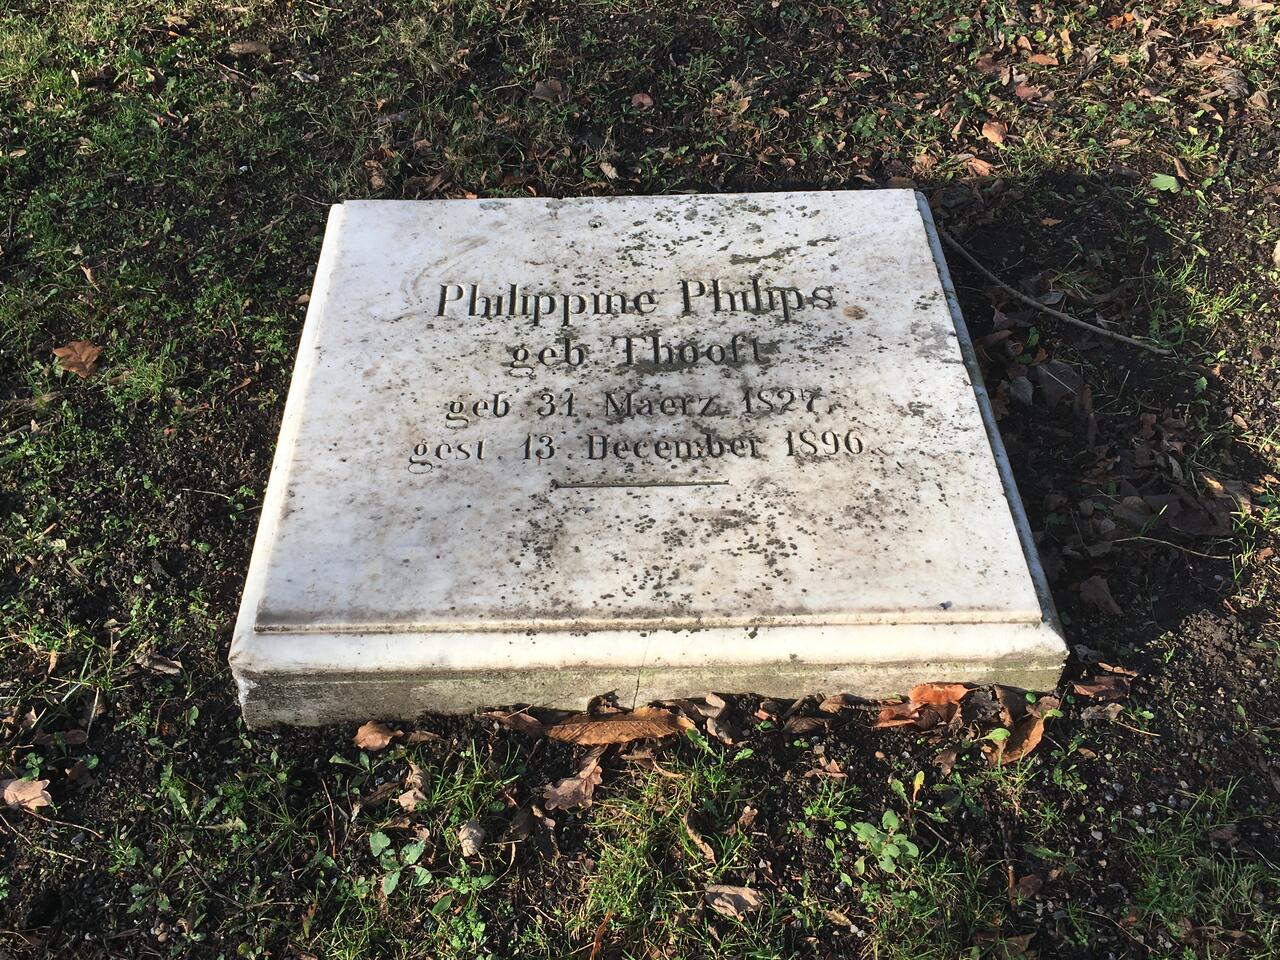 Philippine Philips
geb Thooft
geb. 31 Maerz 1827,
gest. 13. December 1896.